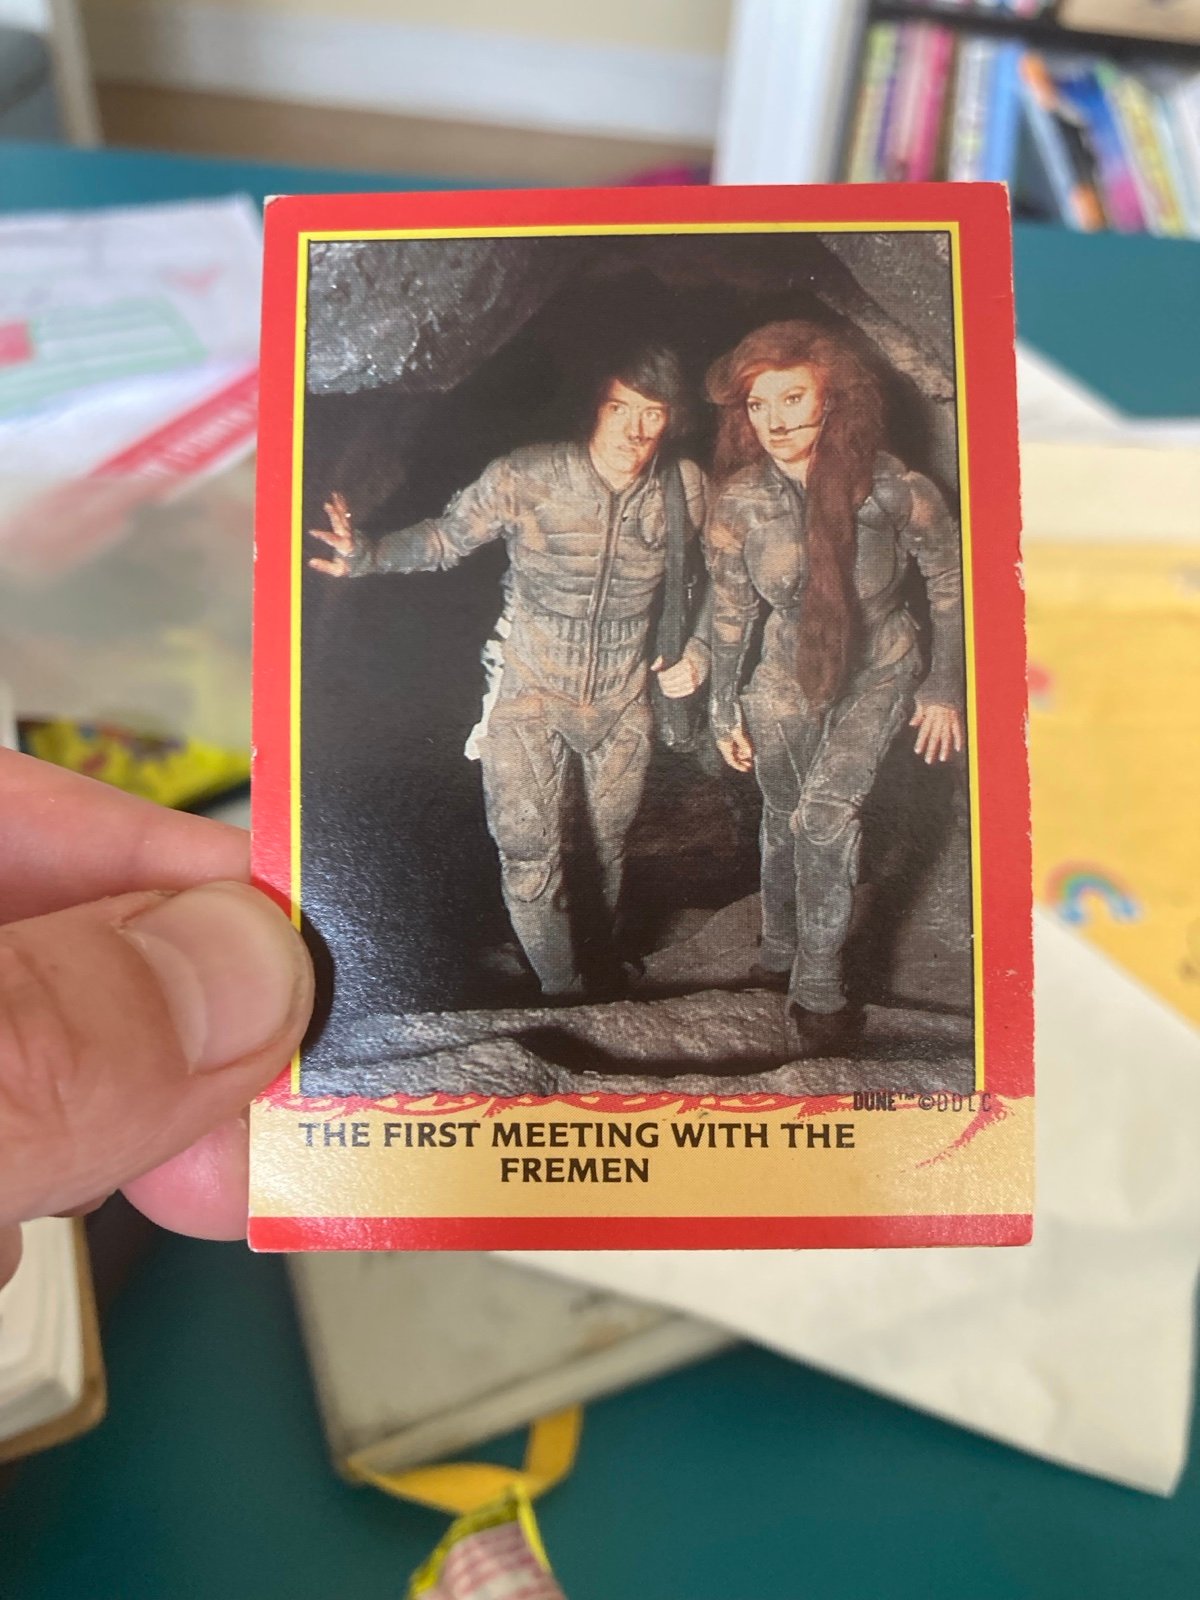 DUNE™ ©DDLC
THE FIRST MEETING WITH THE
FREMEN